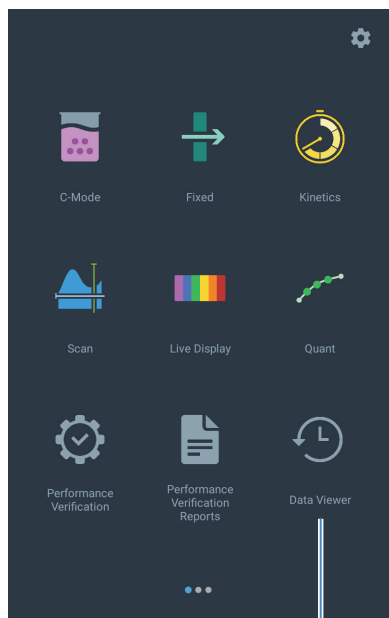 C-Mode
Fixed
Kinetics
Scan
Live Display
Quant
Performance
Verification
Performance
Verification
Reports
Data Viewer